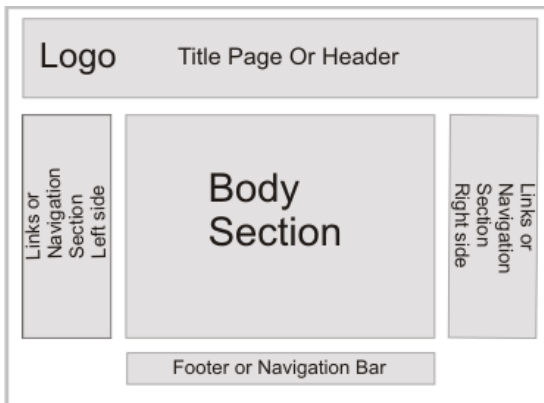 Logo
Title Page Or Header
Links or
Navigation
Section
Left side
Body
Section
Links or
Navigation
Section
Right side
Footer or Navigation Bar